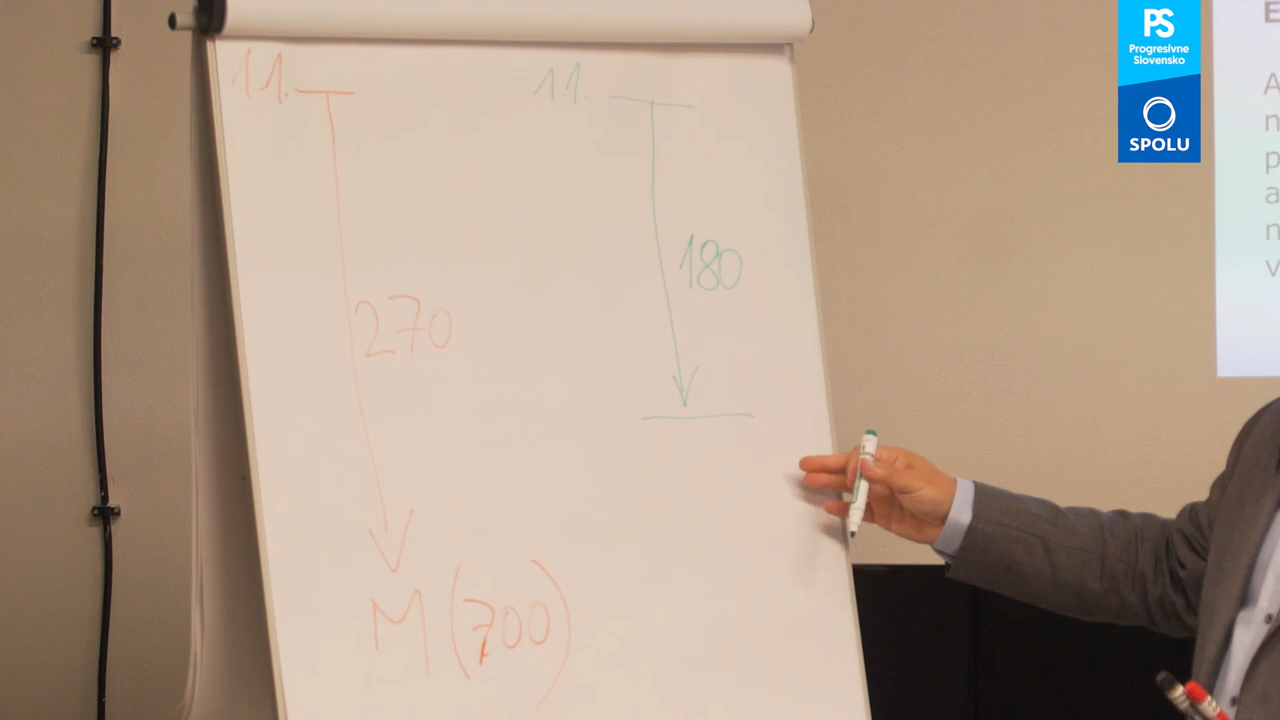 1.1.
270
M (700)
1.1.
180
PS
Progresívne
Slovensko
SPOLU
E
A
n
p
a
n
v